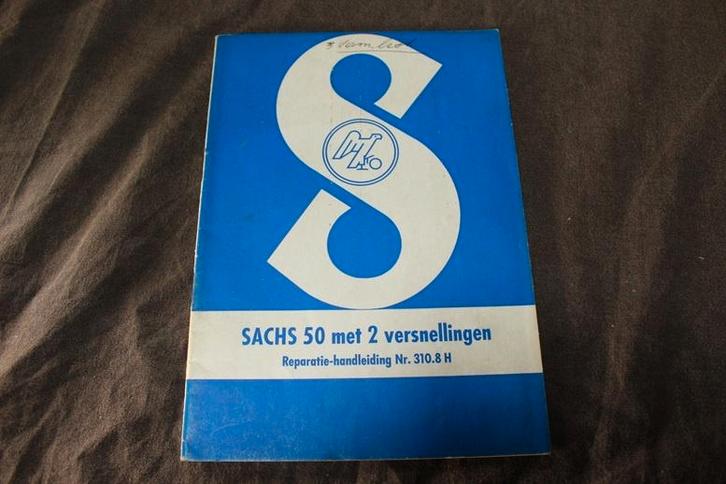 S
SACHS 50 met 2 versnellingen
Reparatie-handleiding Nr. 310.8 H